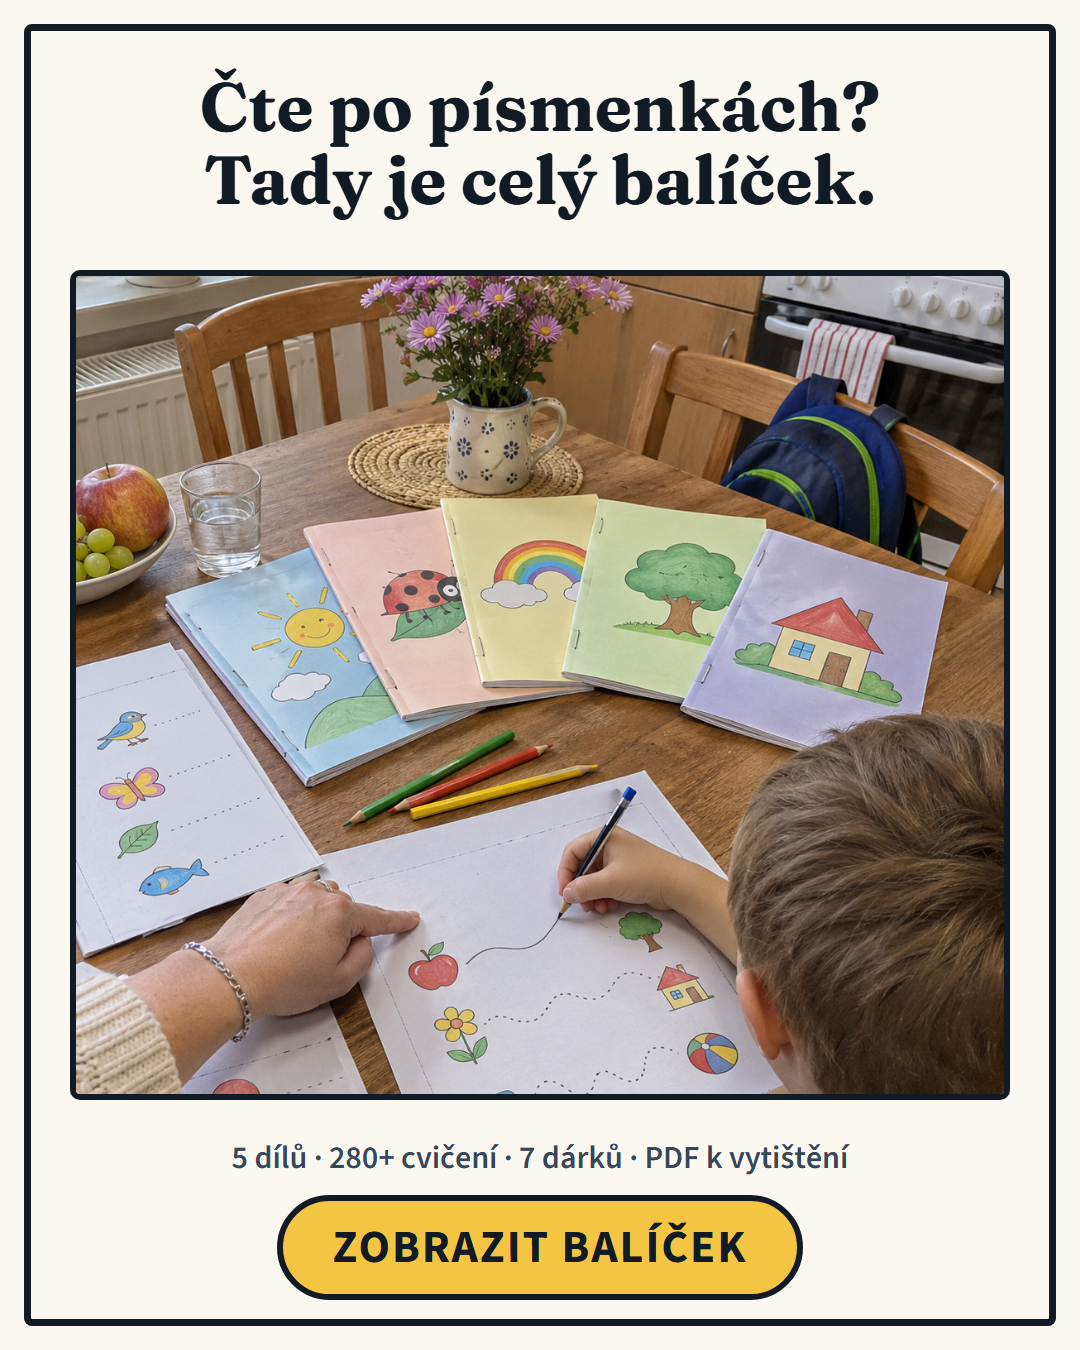 Čte po písmenkách?
Tady je celý balíček.
5 dílů · 280+ cvičení · 7 dárků · PDF k vytištění
ZOBRAZIT BALÍČEK